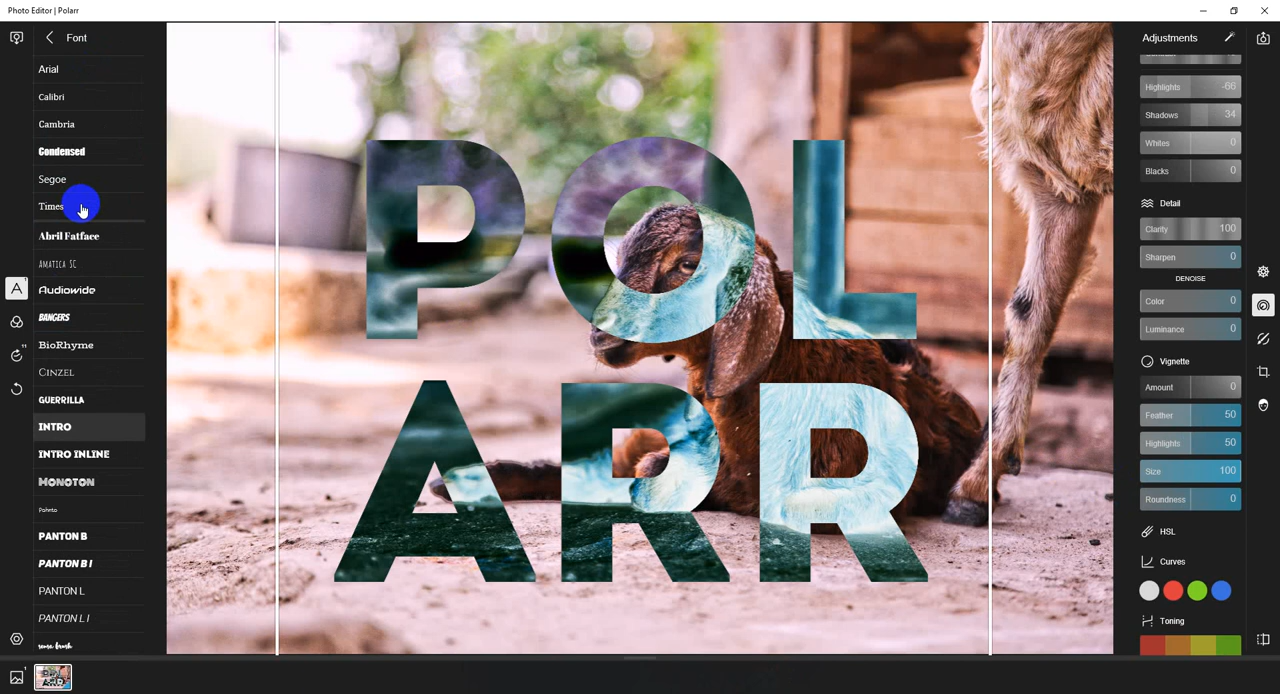 Photo Editor | Polarr
Font
Arial
Calibri
Cambria
Condensed
Segoe
Times
Abril Fatface
AMATICA SC
Audiowide
BANGERS
BioRhyme
CINZEL
GUERRILLA
INTRO
INTRO INLINE
MONOTON
PANTON B
PANTON B I
PANTON L
PANTON L I
POL
ARR
Adjustments
Highlights -66
Shadows 34
Whites 0
Blacks 0
Detail
Clarity 100
Sharpen 0
DENOISE
Color 0
Luminance 0
Vignette
Amount 0
Feather 50
Highlights 50
Size 100
Roundness 0
HSL
Curves
Toning